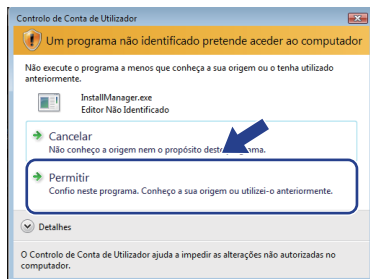 Controlo de Conta de Utilizador
Um programa não identificado pretende aceder ao computador
Não execute o programa a menos que conheça a sua origem ou o tenha utilizado
anteriormente.
InstallManager.exe
Editor Não Identificado
Cancelar
Não conheço a origem nem o propósito deste programa.
Permitir
Confio neste programa. Conheço a sua origem ou utilizei-o anteriormente.
Detalhes
O Controlo de Conta de Utilizador ajuda a impedir as alterações não autorizadas no
computador.